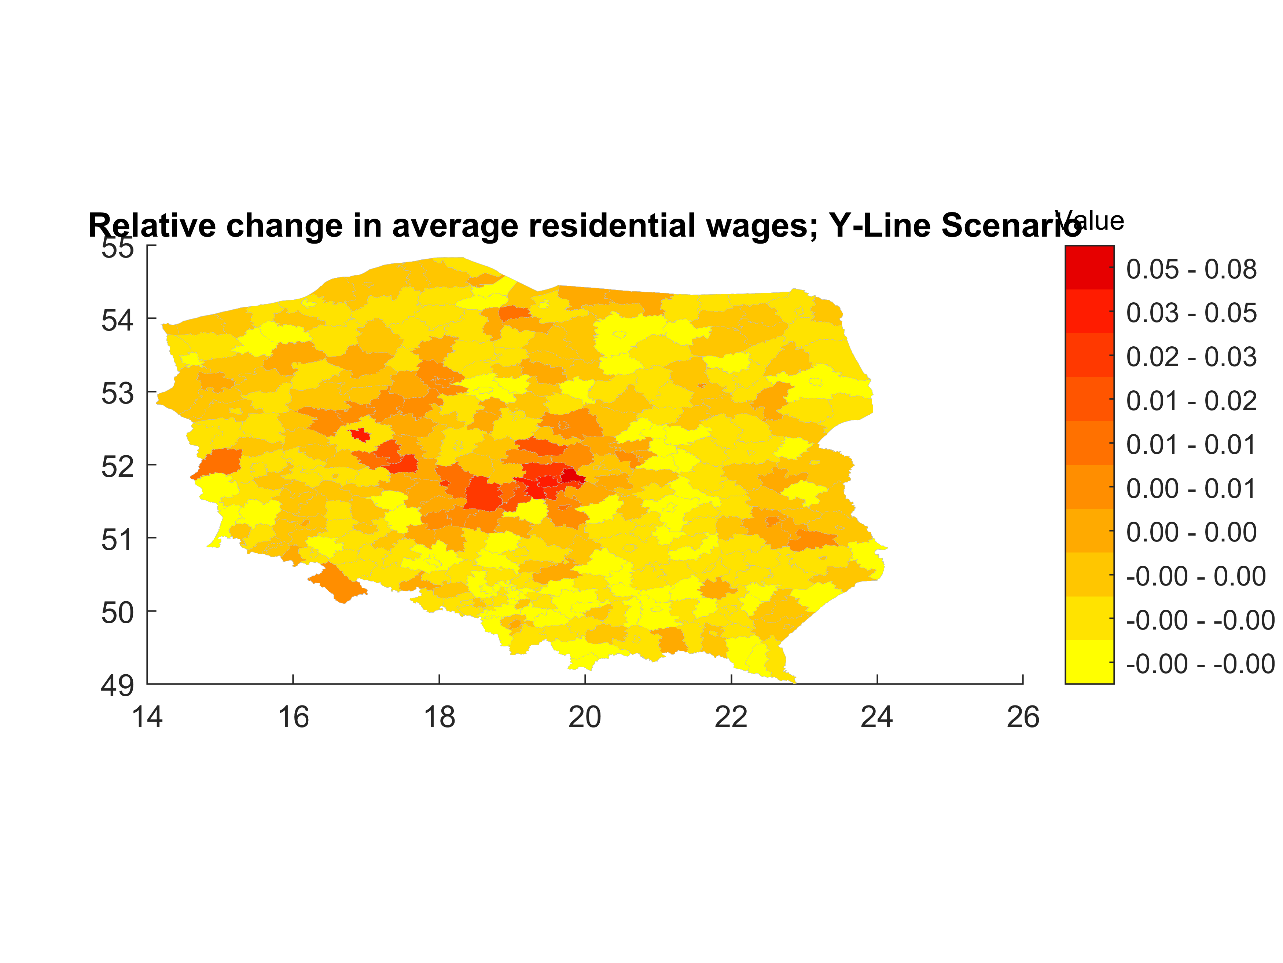 Relative change in average residential wages; Y-Line Scenario
Value
55
54
53
52
51
50
49
14 16 18 20 22 24 26
0.05 - 0.08
0.03 - 0.05
0.02 - 0.03
0.01 - 0.02
0.01 - 0.01
0.00 - 0.01
0.00 - 0.00
-0.00 - 0.00
-0.00 - -0.00
-0.00 - -0.00